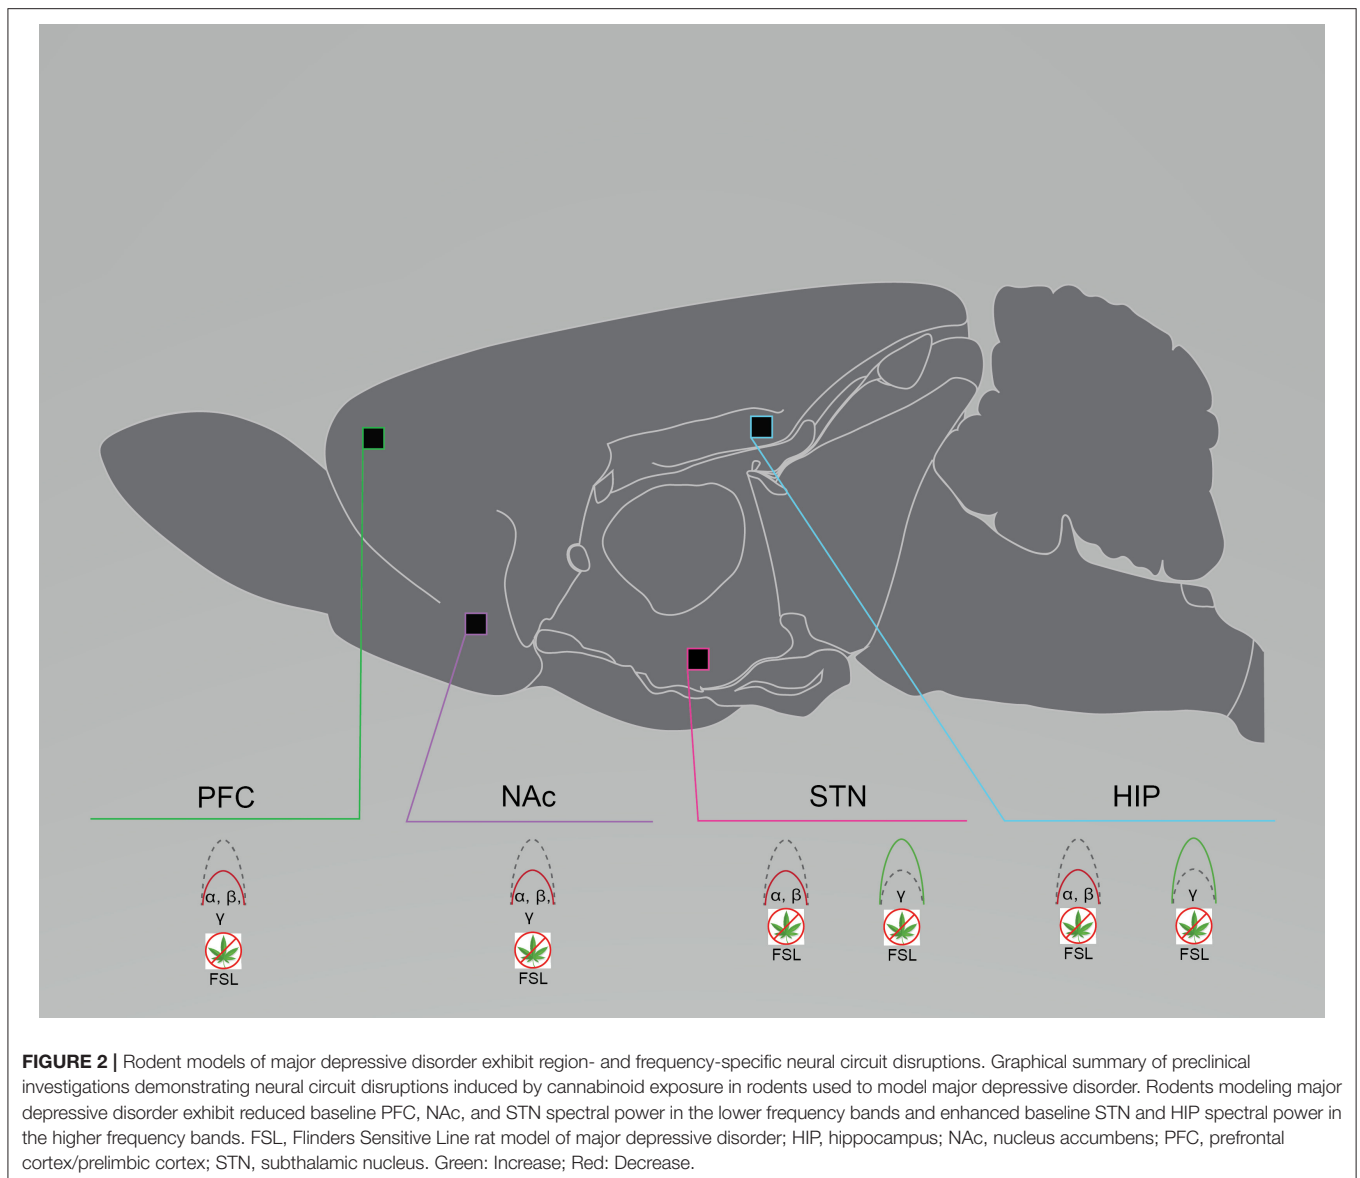 PFC NAc STN HIP
α, β, α, β, α, β γ α, β γ
γ γ
FSL FSL FSL FSL
FSL FSL
FIGURE 2 | Rodent models of major depressive disorder exhibit region- and frequency-specific neural circuit disruptions. Graphical summary of preclinical
investigations demonstrating neural circuit disruptions induced by cannabinoid exposure in rodents used to model major depressive disorder. Rodents modeling major
depressive disorder exhibit reduced baseline PFC, NAc, and STN spectral power in the lower frequency bands and enhanced baseline STN and HIP spectral power in
the higher frequency bands. FSL, Flinders Sensitive Line rat model of major depressive disorder; HIP, hippocampus; NAc, nucleus accumbens; PFC, prefrontal
cortex/prelimbic cortex; STN, subthalamic nucleus. Green: Increase; Red: Decrease.